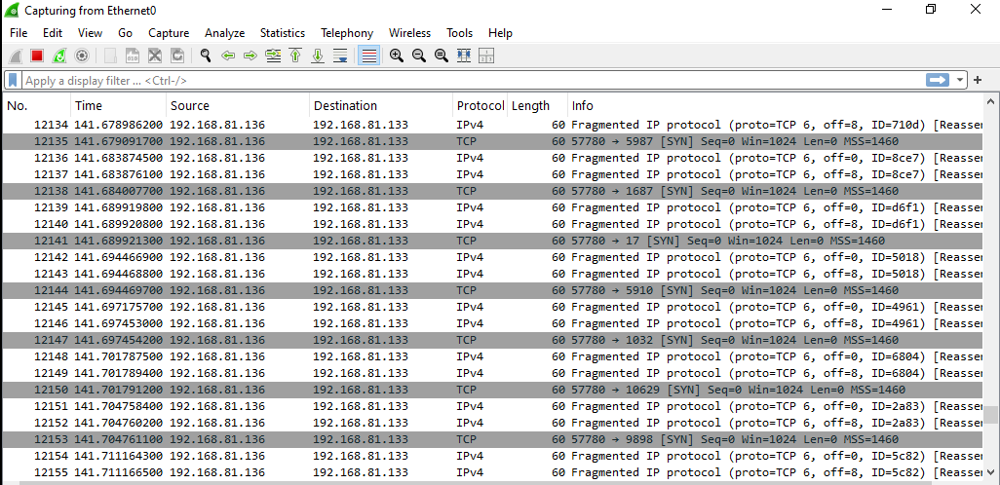 Capturing from Ethernet0
File Edit View Go Capture Analyze Statistics Telephony Wireless Tools Help
Apply a display filter ... <Ctrl-/>
No. Time Source Destination Protocol Length Info
12134 141.678986200 192.168.81.136 192.168.81.133 IPv4 60 Fragmented IP protocol (proto=TCP 6, off=8, ID=710d) [Reasse
12135 141.679091700 192.168.81.136 192.168.81.133 TCP 60 57780 → 5987 [SYN] Seq=0 Win=1024 Len=0 MSS=1460
12136 141.683874500 192.168.81.136 192.168.81.133 IPv4 60 Fragmented IP protocol (proto=TCP 6, off=0, ID=8ce7) [Reasse
12137 141.683876100 192.168.81.136 192.168.81.133 IPv4 60 Fragmented IP protocol (proto=TCP 6, off=8, ID=8ce7) [Reasse
12138 141.684007700 192.168.81.136 192.168.81.133 TCP 60 57780 → 1687 [SYN] Seq=0 Win=1024 Len=0 MSS=1460
12139 141.689919800 192.168.81.136 192.168.81.133 IPv4 60 Fragmented IP protocol (proto=TCP 6, off=0, ID=d6f1) [Reasse
12140 141.689920800 192.168.81.136 192.168.81.133 IPv4 60 Fragmented IP protocol (proto=TCP 6, off=8, ID=d6f1) [Reasse
12141 141.689921300 192.168.81.136 192.168.81.133 TCP 60 57780 → 17 [SYN] Seq=0 Win=1024 Len=0 MSS=1460
12142 141.694466900 192.168.81.136 192.168.81.133 IPv4 60 Fragmented IP protocol (proto=TCP 6, off=0, ID=5018) [Reasse
12143 141.694468800 192.168.81.136 192.168.81.133 IPv4 60 Fragmented IP protocol (proto=TCP 6, off=8, ID=5018) [Reasse
12144 141.694469700 192.168.81.136 192.168.81.133 TCP 60 57780 → 5910 [SYN] Seq=0 Win=1024 Len=0 MSS=1460
12145 141.697175700 192.168.81.136 192.168.81.133 IPv4 60 Fragmented IP protocol (proto=TCP 6, off=0, ID=4961) [Reasse
12146 141.697453000 192.168.81.136 192.168.81.133 IPv4 60 Fragmented IP protocol (proto=TCP 6, off=8, ID=4961) [Reasse
12147 141.697454200 192.168.81.136 192.168.81.133 TCP 60 57780 → 1032 [SYN] Seq=0 Win=1024 Len=0 MSS=1460
12148 141.701787500 192.168.81.136 192.168.81.133 IPv4 60 Fragmented IP protocol (proto=TCP 6, off=0, ID=6804) [Reasse
12149 141.701789400 192.168.81.136 192.168.81.133 IPv4 60 Fragmented IP protocol (proto=TCP 6, off=8, ID=6804) [Reasse
12150 141.701791200 192.168.81.136 192.168.81.133 TCP 60 57780 → 10629 [SYN] Seq=0 Win=1024 Len=0 MSS=1460
12151 141.704758400 192.168.81.136 192.168.81.133 IPv4 60 Fragmented IP protocol (proto=TCP 6, off=0, ID=2a83) [Reasse
12152 141.704760200 192.168.81.136 192.168.81.133 IPv4 60 Fragmented IP protocol (proto=TCP 6, off=8, ID=2a83) [Reasse
12153 141.704761100 192.168.81.136 192.168.81.133 TCP 60 57780 → 9898 [SYN] Seq=0 Win=1024 Len=0 MSS=1460
12154 141.711164300 192.168.81.136 192.168.81.133 IPv4 60 Fragmented IP protocol (proto=TCP 6, off=0, ID=5c82) [Reasse
12155 141.711166500 192.168.81.136 192.168.81.133 IPv4 60 Fragmented IP protocol (proto=TCP 6, off=8, ID=5c82) [Reasse